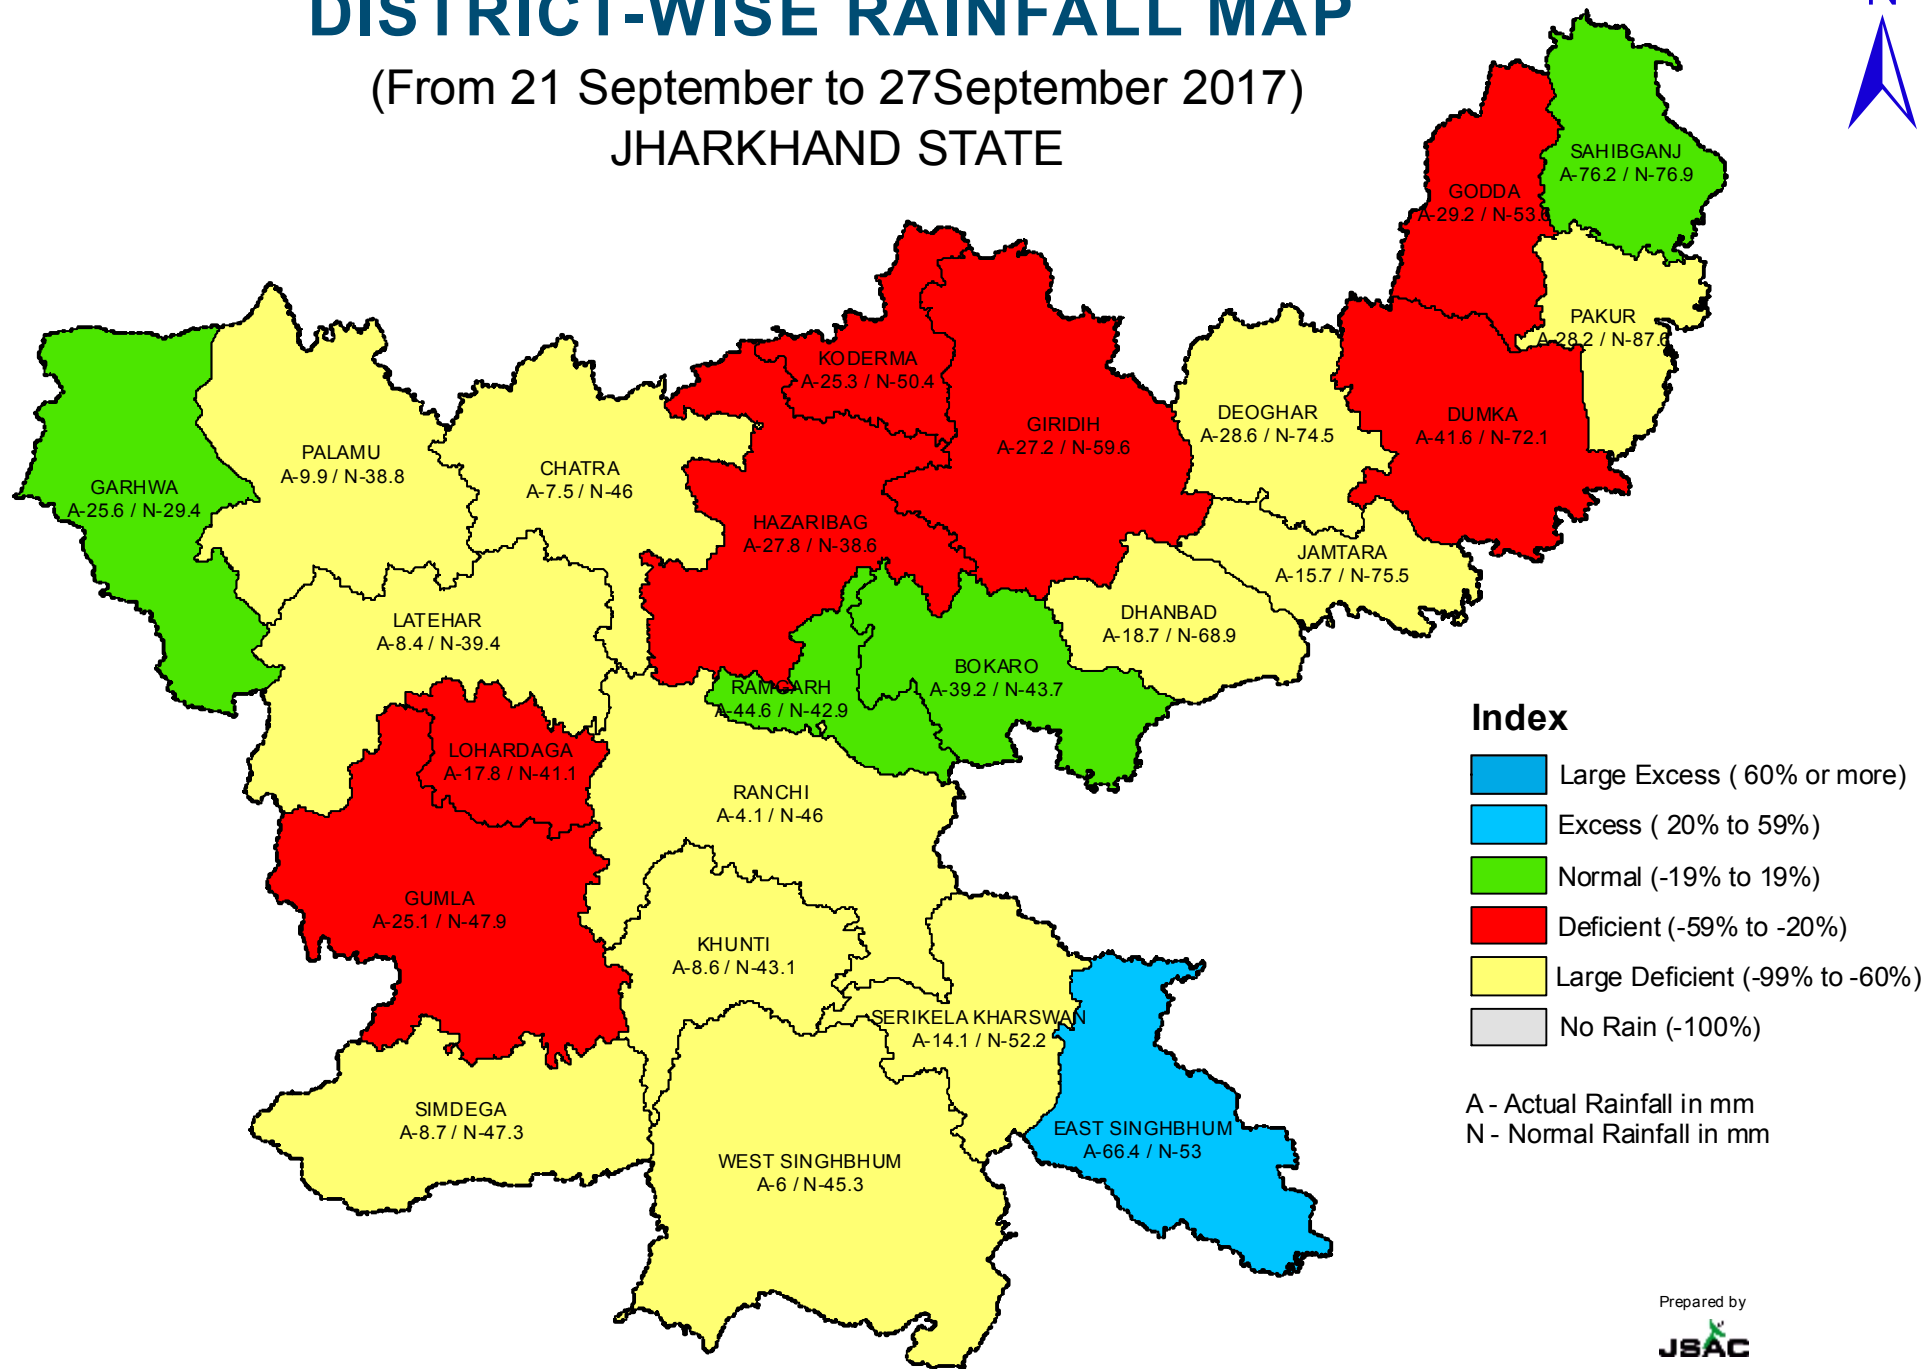 DISTRICT-WISE RAINFALL MAP
(From 21 September to 27September 2017)
JHARKHAND STATE
N
SAHIBGANJ
A-76.2 / N-76.9
GODDA
A-29.2 / N-53.6
PAKUR
A-28.2 / N-87.6
KODERMA
A-25.3 / N-50.4
GIRIDIH
A-27.2 / N-59.6
DEOGHAR
A-28.6 / N-74.5
DUMKA
A-41.6 / N-72.1
PALAMU
A-9.9 / N-38.8
CHATRA
A-7.5 / N-46
GARHWA
A-25.6 / N-29.4
HAZARIBAG
A-27.8 / N-38.6
JAMTARA
A-15.7 / N-75.5
LATEHAR
A-8.4 / N-39.4
DHANBAD
A-18.7 / N-68.9
BOKARO
A-39.2 / N-43.7
RAMGARH
A-44.6 / N-42.9
LOHARDAGA
A-17.8 / N-41.1
RANCHI
A-4.1 / N-46
GUMLA
A-25.1 / N-47.9
KHUNTI
A-8.6 / N-43.1
SERIKELA KHARSWAN
A-14.1 / N-52.2
SIMDEGA
A-8.7 / N-47.3
EAST SINGHBHUM
A-66.4 / N-53
WEST SINGHBHUM
A-6 / N-45.3
Index
Large Excess ( 60% or more)
Excess ( 20% to 59%)
Normal (-19% to 19%)
Deficient (-59% to -20%)
Large Deficient (-99% to -60%)
No Rain (-100%)
A - Actual Rainfall in mm
N - Normal Rainfall in mm
Prepared by
JSAC